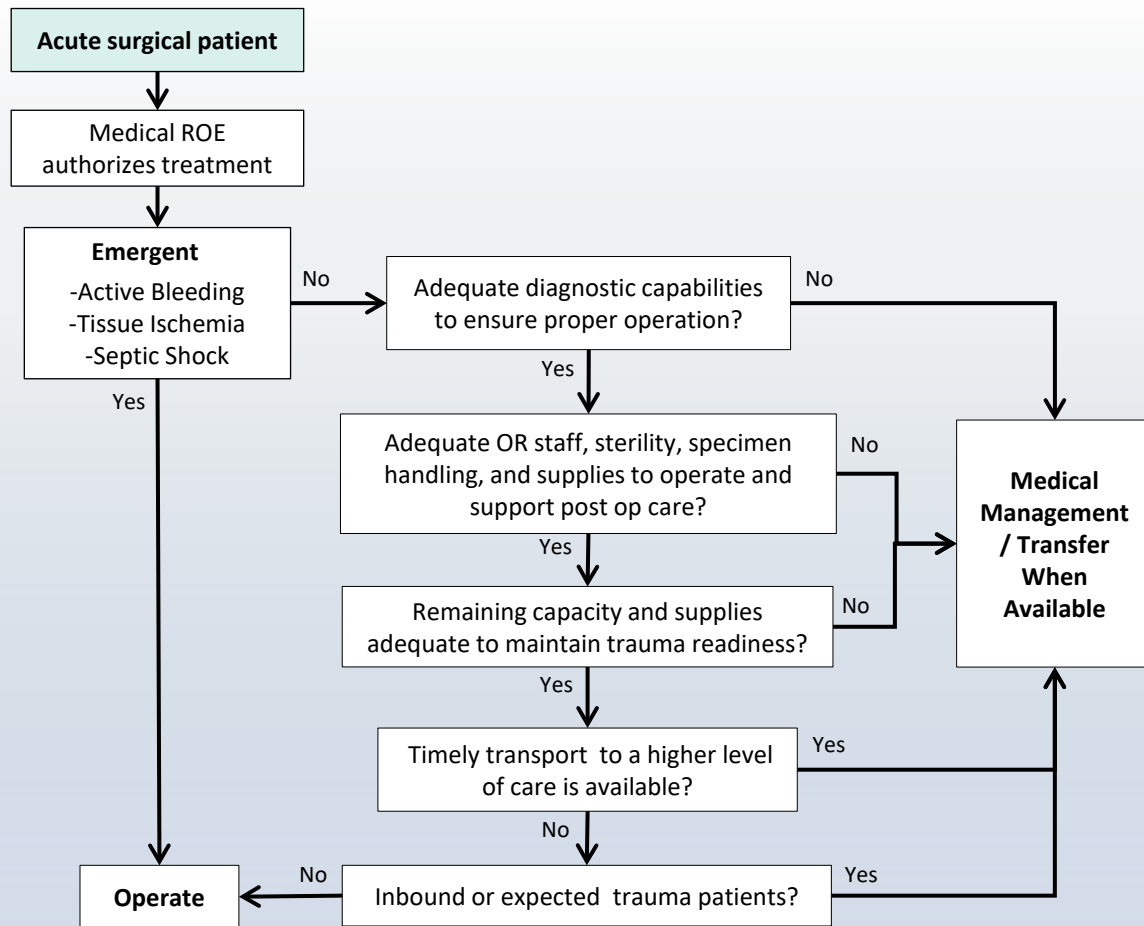 Acute surgical patient
Medical ROE
authorizes treatment
Emergent
-Active Bleeding
-Tissue Ischemia
-Septic Shock
No
Adequate diagnostic capabilities
to ensure proper operation?
No
Yes
Yes
Adequate OR staff, sterility, specimen
handling, and supplies to operate and
support post op care?
No
Medical
Management
/ Transfer
When
Available
Yes
Remaining capacity and supplies
adequate to maintain trauma readiness?
No
Yes
Timely transport to a higher level
of care is available?
Yes
No
Operate
No
Inbound or expected trauma patients?
Yes